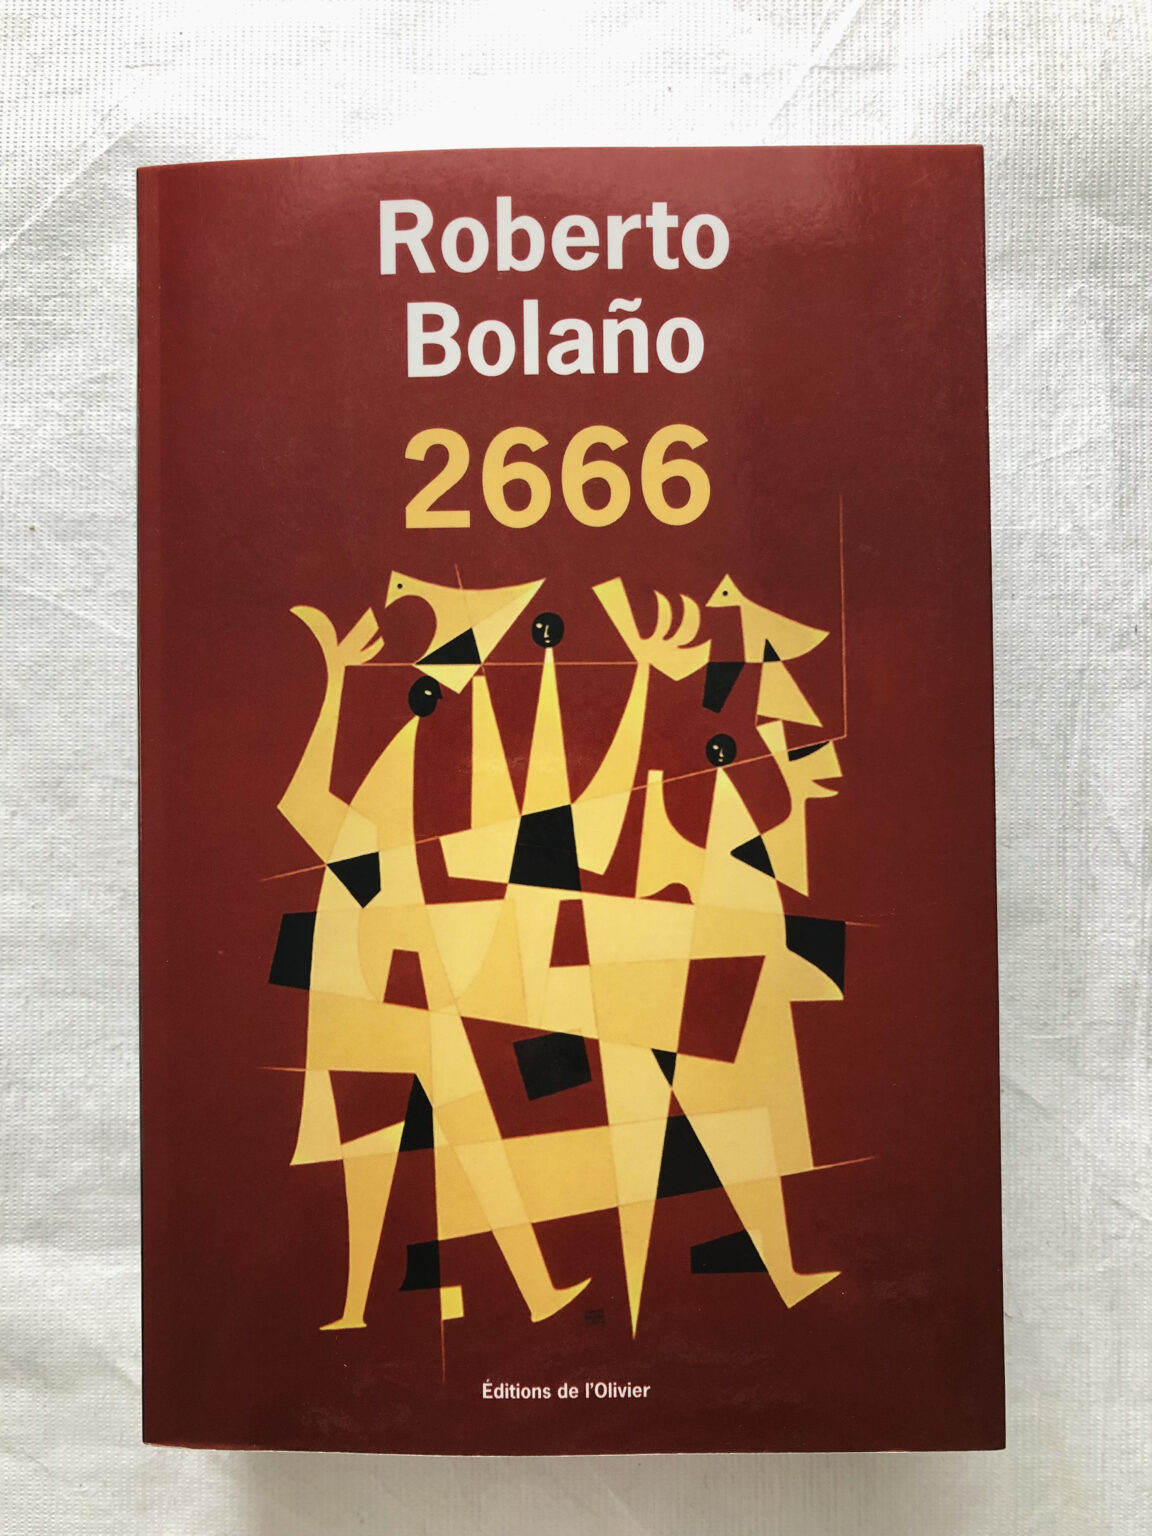 Roberto
Bolaño
2666
Éditions de l'Olivier